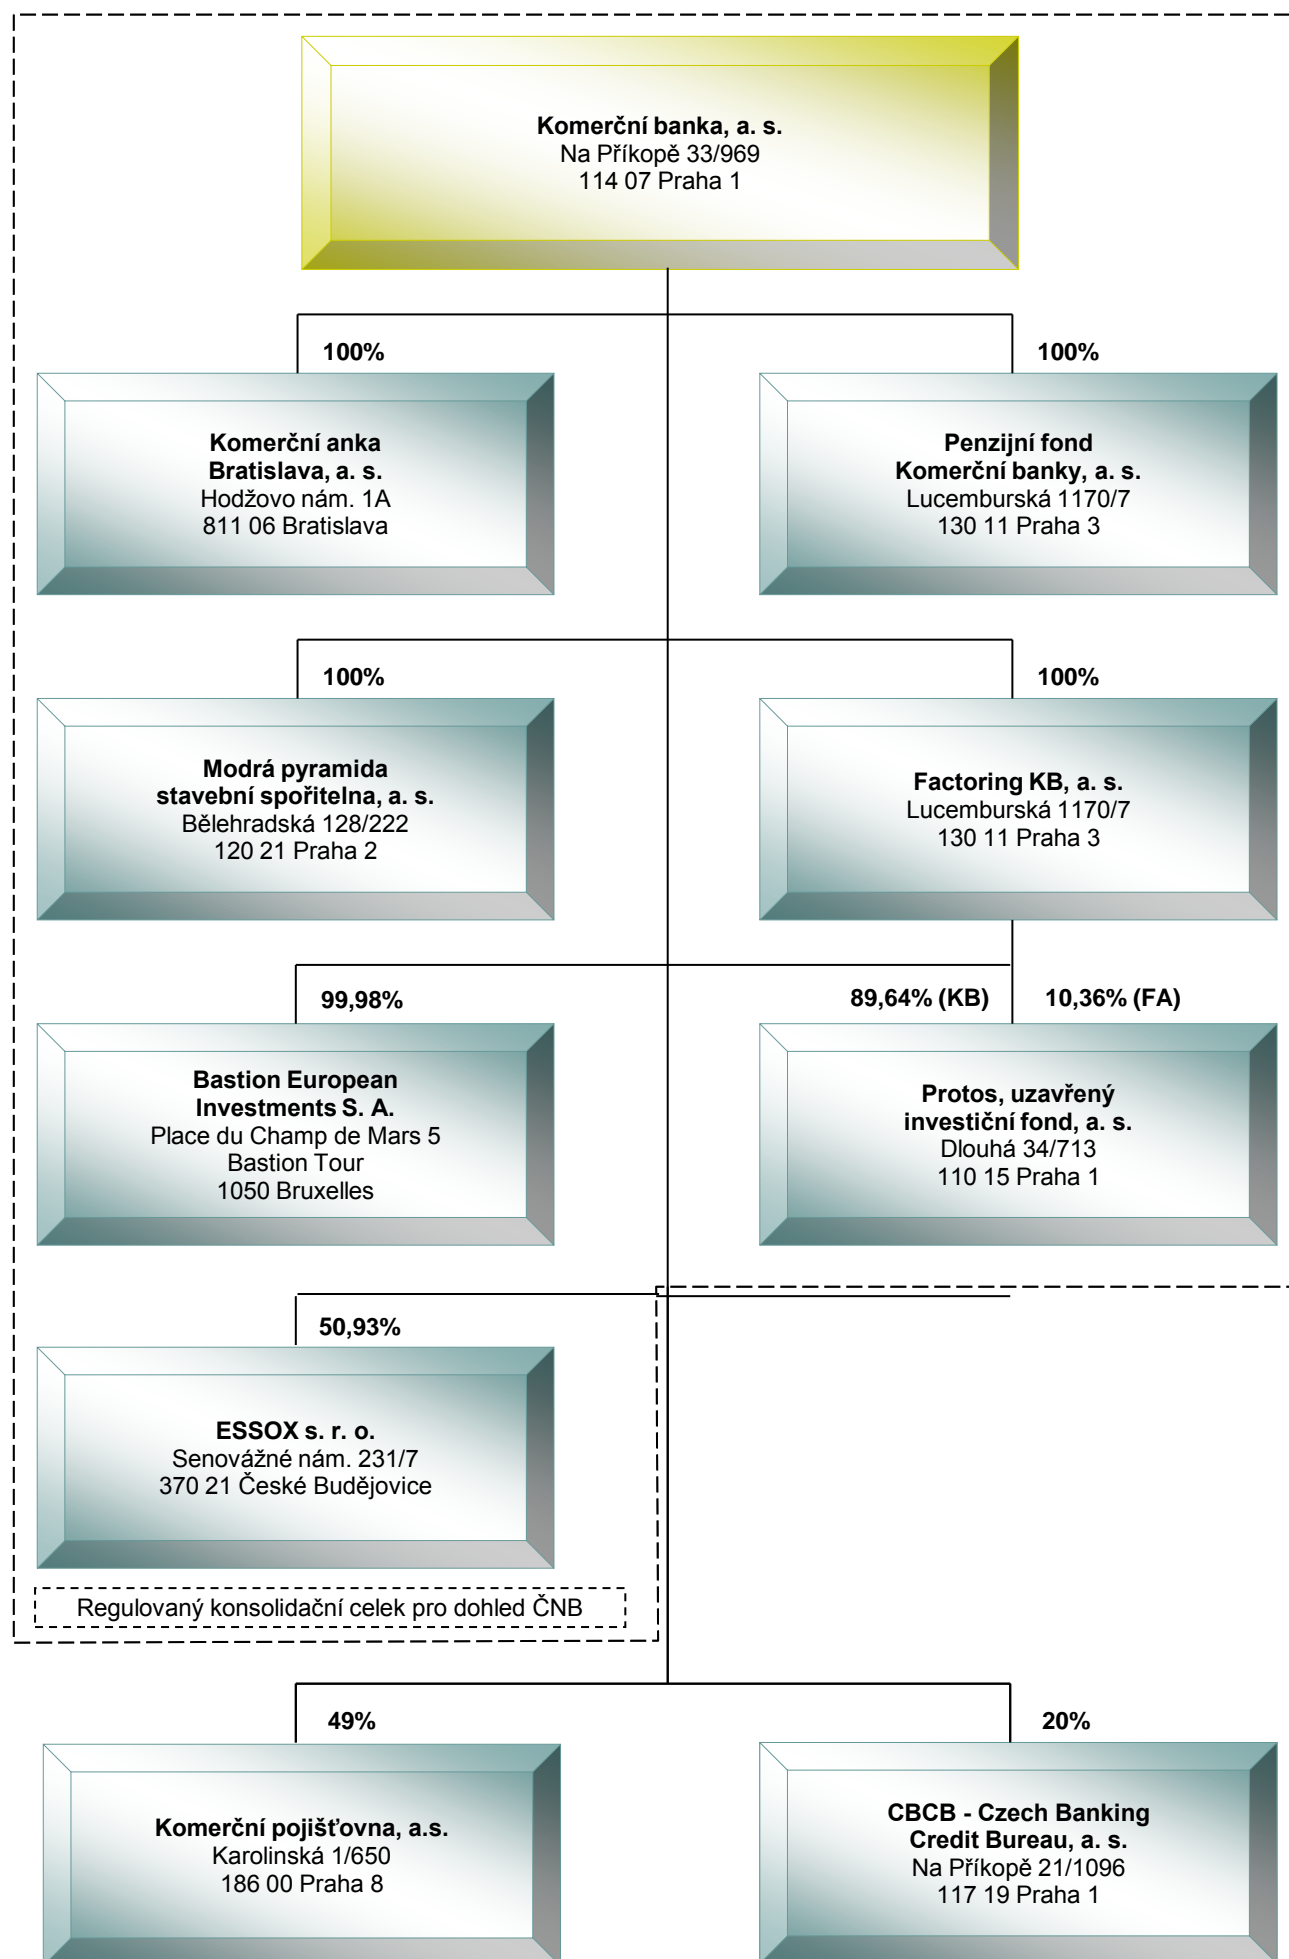 Komerční banka, a. s.
Na Příkopě 33/969
114 07 Praha 1
100%
100%
Komerční anka
Bratislava, a. s.
Hodžovo nám. 1A
811 06 Bratislava
Penzijní fond
Komerční banky, a. s.
Lucemburská 1170/7
130 11 Praha 3
100%
100%
Modrá pyramida
stavební spořitelna, a. s.
Bělehradská 128/222
120 21 Praha 2
Factoring KB, a. s.
Lucemburská 1170/7
130 11 Praha 3
99,98%
89,64% (KB)
10,36% (FA)
Bastion European
Investments S. A.
Place du Champ de Mars 5
Bastion Tour
1050 Bruxelles
Protos, uzavřený
investiční fond, a. s.
Dlouhá 34/713
110 15 Praha 1
50,93%
ESSOX s. r. o.
Senovážné nám. 231/7
370 21 České Budějovice
Regulovaný konsolidační celek pro dohled ČNB
49%
20%
Komerční pojišťovna, a.s.
Karolinská 1/650
186 00 Praha 8
CBCB - Czech Banking
Credit Bureau, a. s.
Na Příkopě 21/1096
117 19 Praha 1